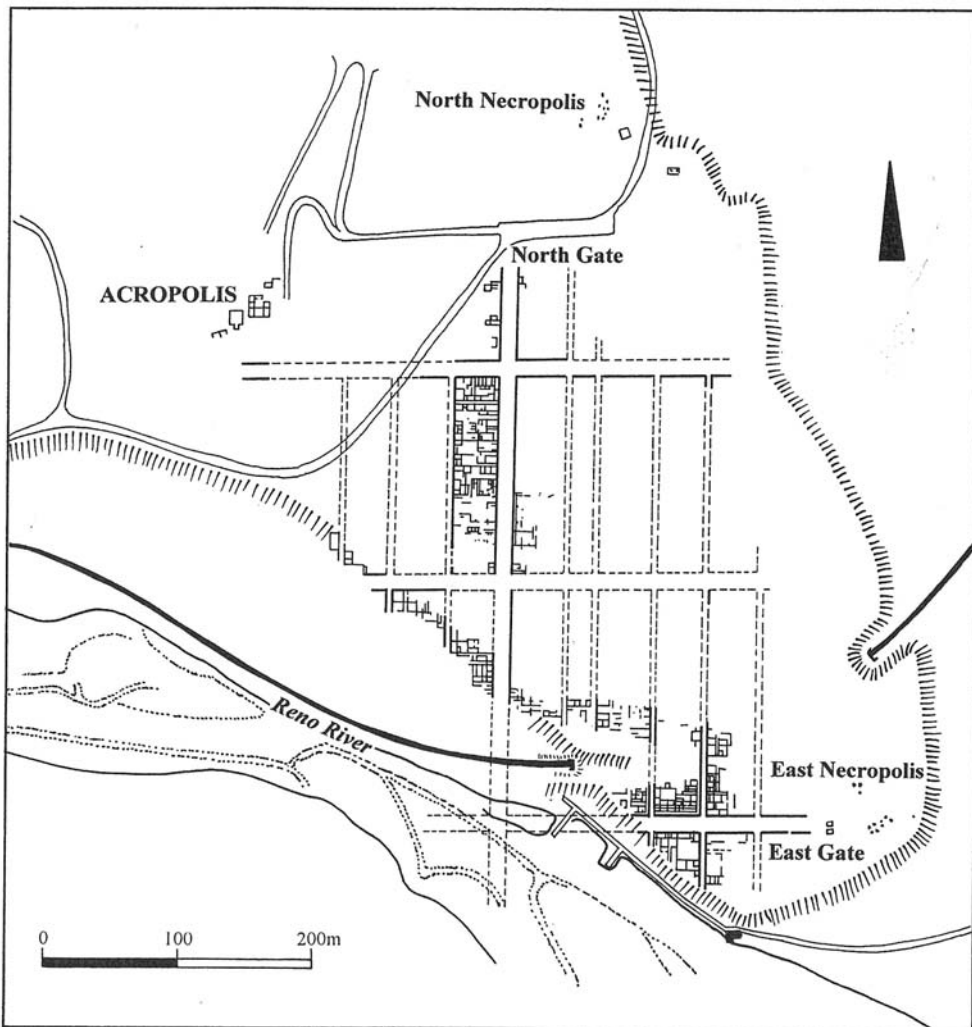 North Necropolis
North Gate
ACROPOLIS
Reno River
East Necropolis
East Gate
0 100 200m